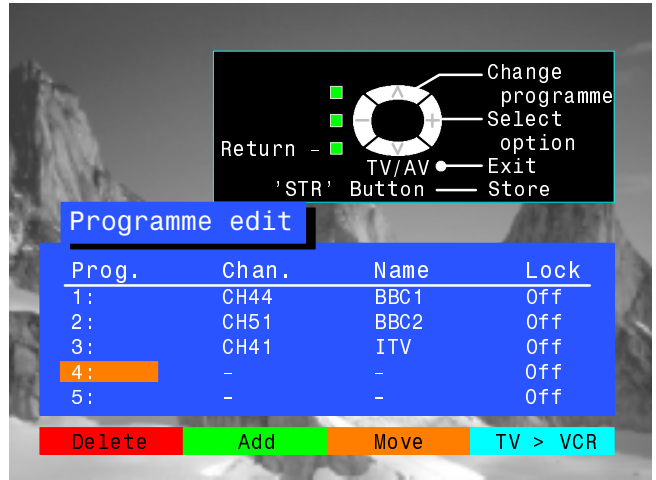 Change
programme
Select
option
Return –
TV/AV Exit
'STR' Button Store
Programme edit
Prog. Chan. Name Lock
1: CH44 BBC1 Off
2: CH51 BBC2 Off
3: CH41 ITV Off
4: – – Off
5: – – Off
Delete Add Move TV > VCR